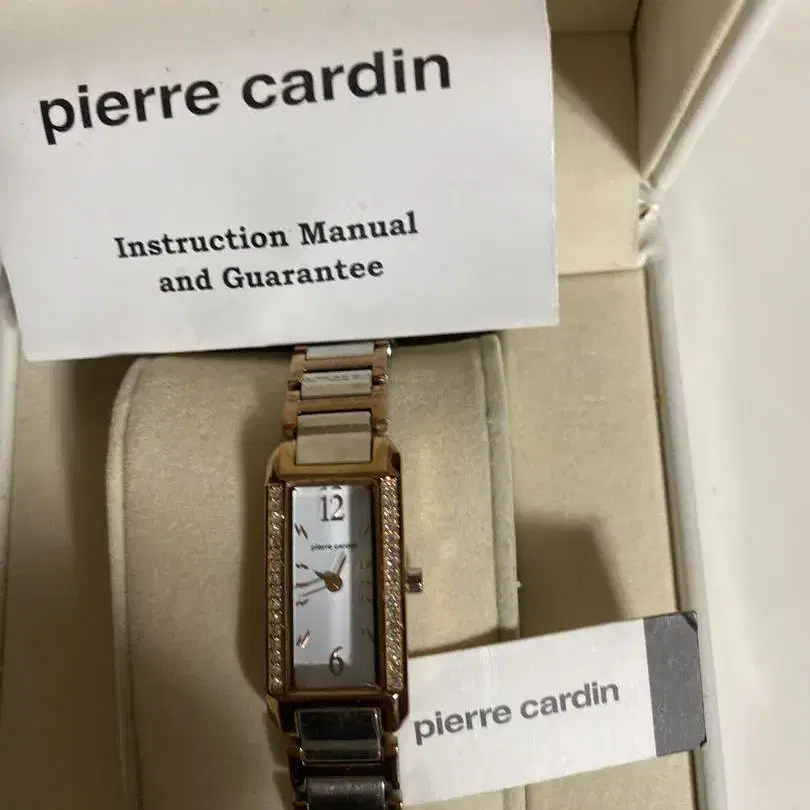 pierre cardin
Instruction Manual
and Guarantee
12
pierre cardin
6
pierre cardin